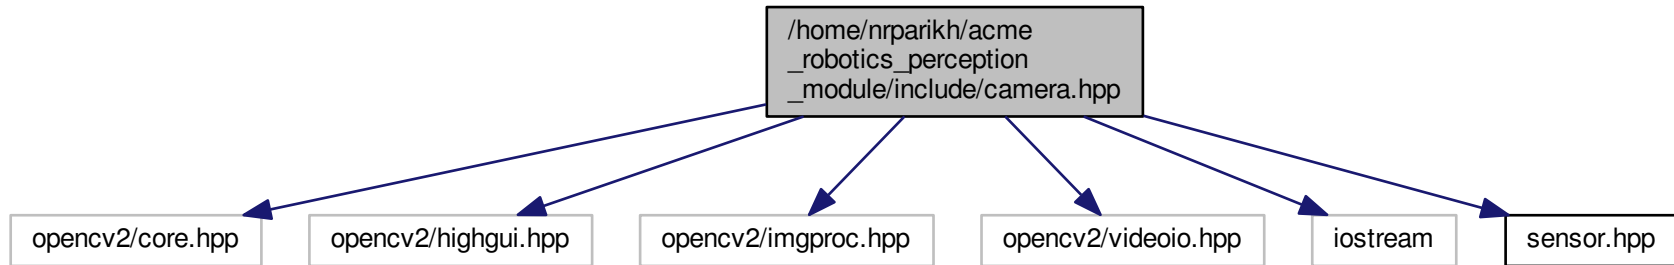 /home/nrparikh/acme
_robotics_perception
_module/include/camera.hpp
opencv2/core.hpp
opencv2/highgui.hpp
opencv2/imgproc.hpp
opencv2/videoio.hpp
iostream
sensor.hpp